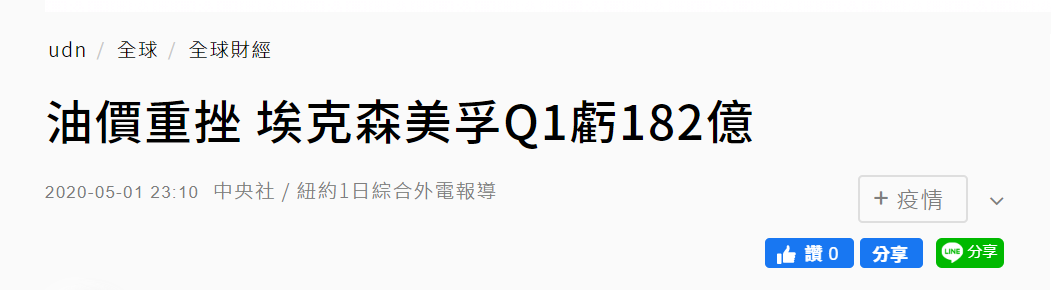 udn / 全球 / 全球財經
油價重挫 埃克森美孚Q1虧182億
2020-05-01 23:10 中央社 / 紐約1日綜合外電報導
+ 疫情
讚 0 分享 LINE 分享